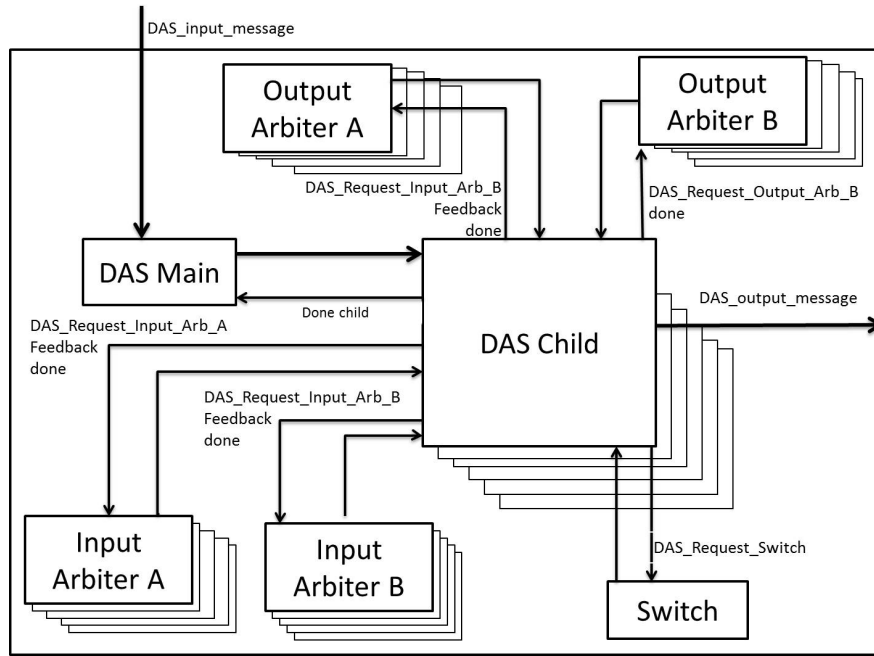 DAS_input_message
Output
Arbiter A
Output
Arbiter B
DAS_Request_Input_Arb_B
Feedback
done
DAS_Request_Output_Arb_B
done
DAS Main
DAS Child
DAS_output_message
Done child
DAS_Request_Input_Arb_A
Feedback
done
DAS_Request_Input_Arb_B
Feedback
done
Input
Arbiter A
Input
Arbiter B
DAS_Request_Switch
Switch